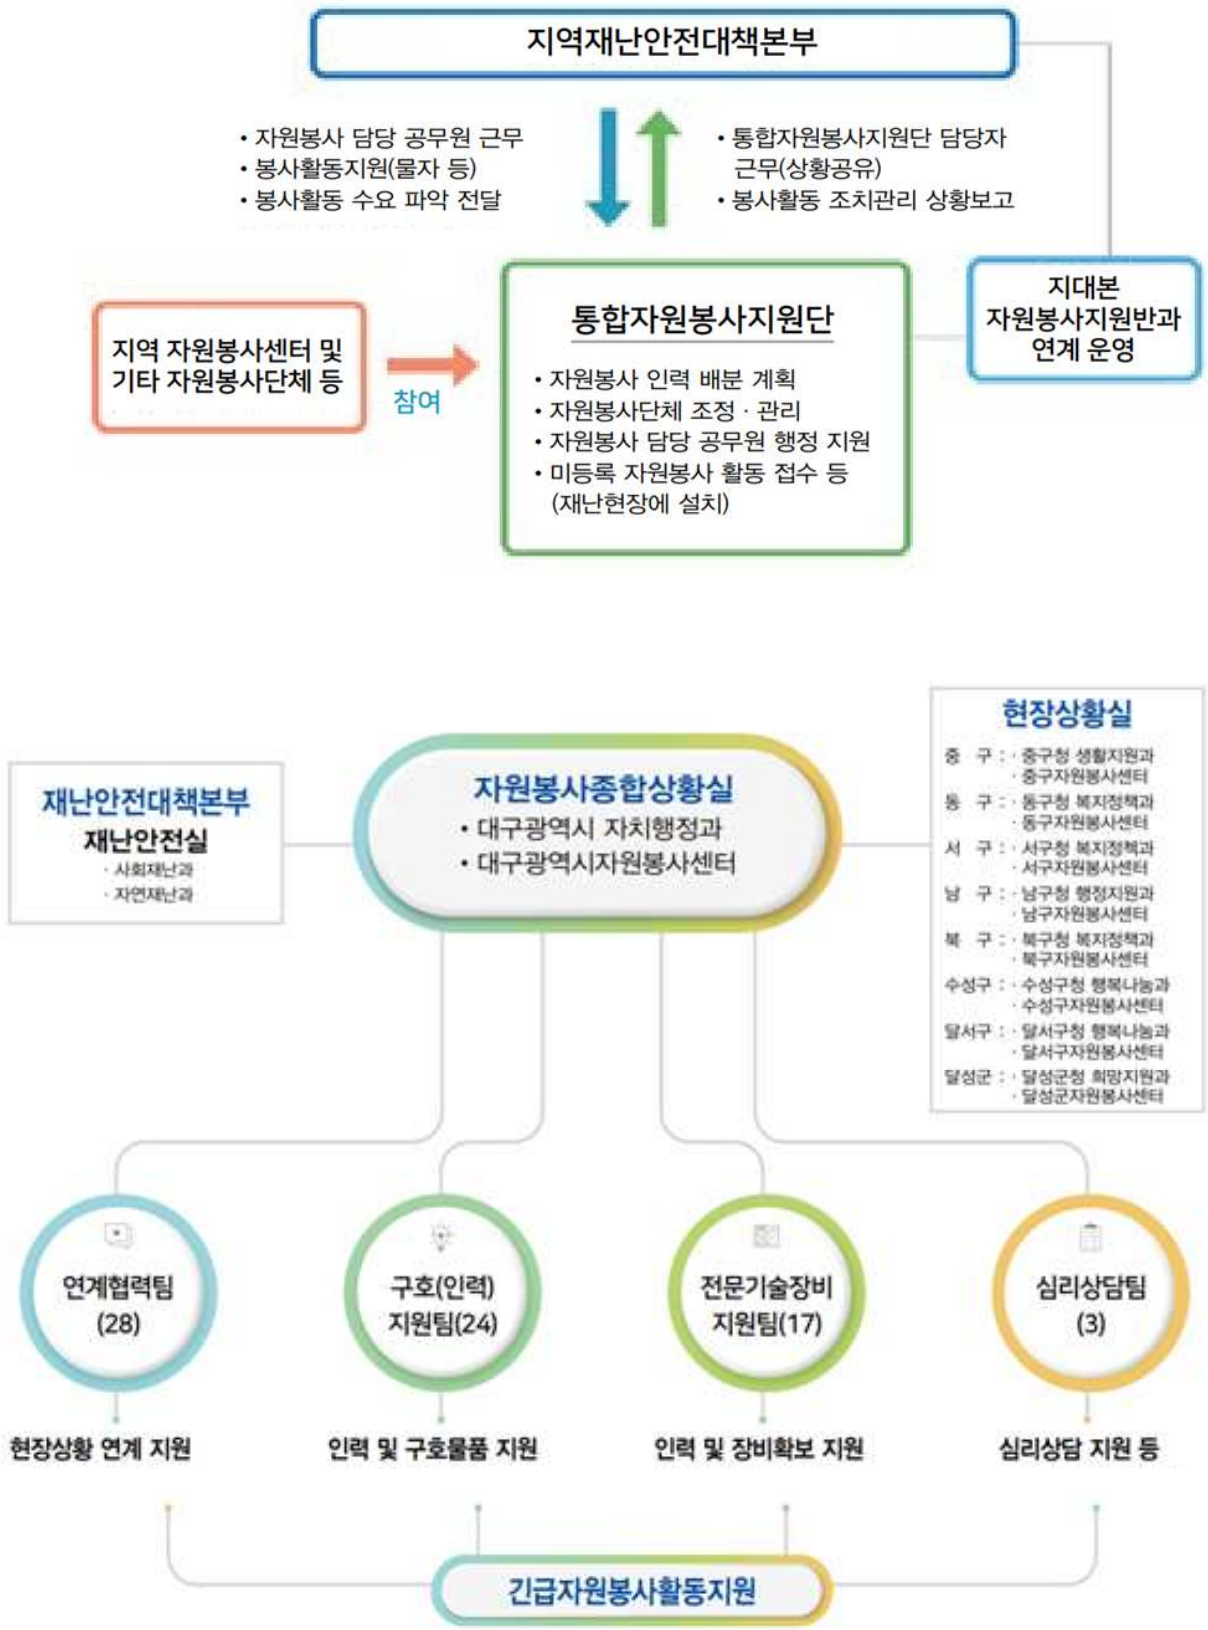 지역재난안전대책본부
• 자원봉사 담당 공무원 근무
• 봉사활동지원(물자 등)
• 봉사활동 수요 파악 전달
• 통합자원봉사지원단 담당자
근무(상황공유)
• 봉사활동 조치관리 상황보고
지역 자원봉사센터 및
기타 자원봉사단체 등
참여
통합자원봉사지원단
• 자원봉사 인력 배분 계획
• 자원봉사단체 조정 · 관리
• 자원봉사 담당 공무원 행정 지원
• 미등록 자원봉사 활동 접수 등
(재난현장에 설치)
지대본
자원봉사지원반과
연계 운영
재난안전대책본부
재난안전실
· 사회재난과
· 자연재난과
자원봉사종합상황실
• 대구광역시 자치행정과
• 대구광역시자원봉사센터
현장상황실
중 구 : · 중구청 생활지원과
· 중구자원봉사센터
동 구 : · 동구청 복지정책과
· 동구자원봉사센터
서 구 : · 서구청 복지정책과
· 서구자원봉사센터
남 구 : · 남구청 행정지원과
· 남구자원봉사센터
북 구 : · 북구청 복지정책과
· 북구자원봉사센터
수성구 : · 수성구청 행복나눔과
· 수성구자원봉사센터
달서구 : · 달서구청 행복나눔과
· 달서구자원봉사센터
달성군 : · 달성군청 희망지원과
· 달성군자원봉사센터
연계협력팀
(28)
구호(인력)
지원팀(24)
전문기술장비
지원팀(17)
심리상담팀
(3)
현장상황 연계 지원
인력 및 구호물품 지원
인력 및 장비확보 지원
심리상담 지원 등
긴급자원봉사활동지원